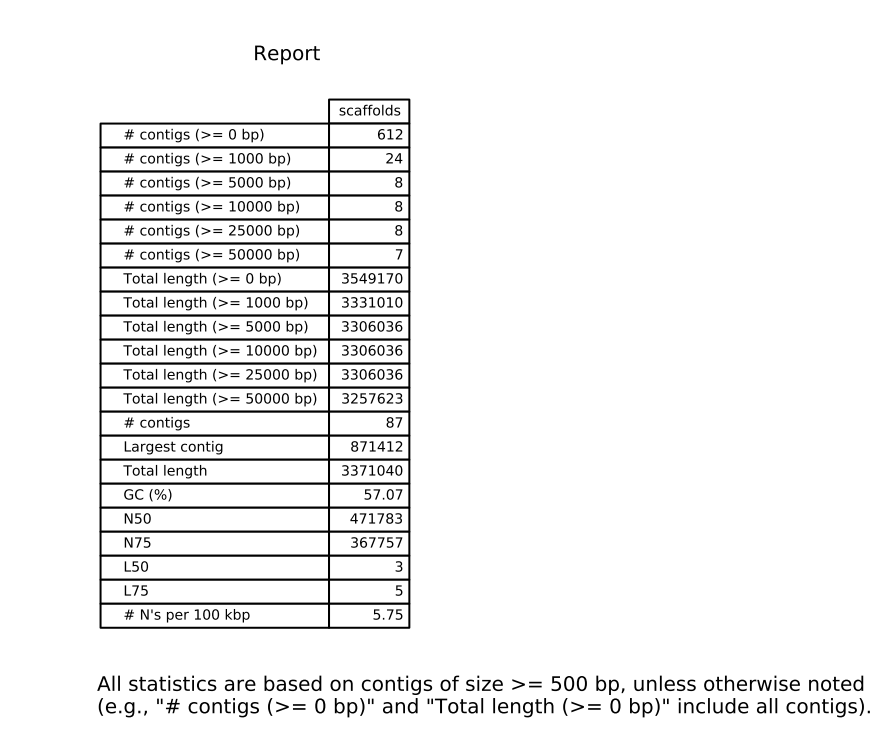 Report
scaffolds
# contigs (>= 0 bp) 612
# contigs (>= 1000 bp) 24
# contigs (>= 5000 bp) 8
# contigs (>= 10000 bp) 8
# contigs (>= 25000 bp) 8
# contigs (>= 50000 bp) 7
Total length (>= 0 bp) 3549170
Total length (>= 1000 bp) 3331010
Total length (>= 5000 bp) 3306036
Total length (>= 10000 bp) 3306036
Total length (>= 25000 bp) 3306036
Total length (>= 50000 bp) 3257623
# contigs 87
Largest contig 871412
Total length 3371040
GC (%) 57.07
N50 471783
N75 367757
L50 3
L75 5
# N's per 100 kbp 5.75
All statistics are based on contigs of size >= 500 bp, unless otherwise noted
(e.g., "# contigs (>= 0 bp)" and "Total length (>= 0 bp)" include all contigs).